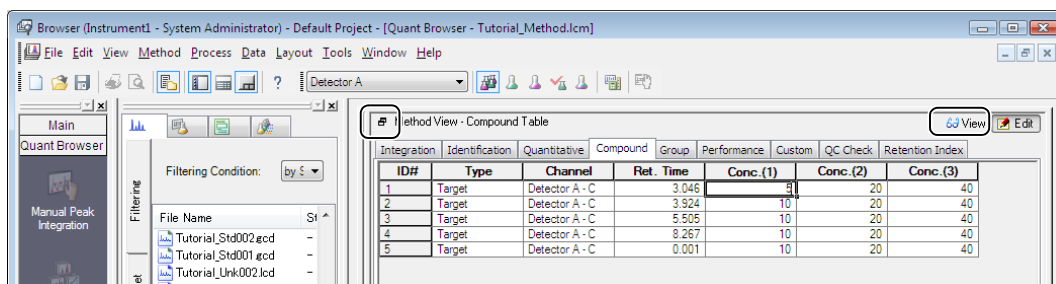 Browser (Instrument1 - System Administrator) - Default Project - [Quant Browser - Tutorial_Method.lcm]
File Edit View Method Process Data Layout Tools Window Help
Detector A
Main
Quant Browser
Manual Peak
Integration
Filtering
Filtering Condition: by S
File Name St
Tutorial_Std002.gcd -
Tutorial_Std001.gcd -
Tutorial_Unk002.lcd -
Method View - Compound Table View Edit
Integration Identification Quantitative Compound Group Performance Custom QC Check Retention Index
ID# Type Channel Ret. Time Conc.(1) Conc.(2) Conc.(3)
1 Target Detector A - C 3.046 5 20 40
2 Target Detector A - C 3.924 10 20 40
3 Target Detector A - C 5.505 10 20 40
4 Target Detector A - C 8.267 10 20 40
5 Target Detector A - C 0.001 10 20 40